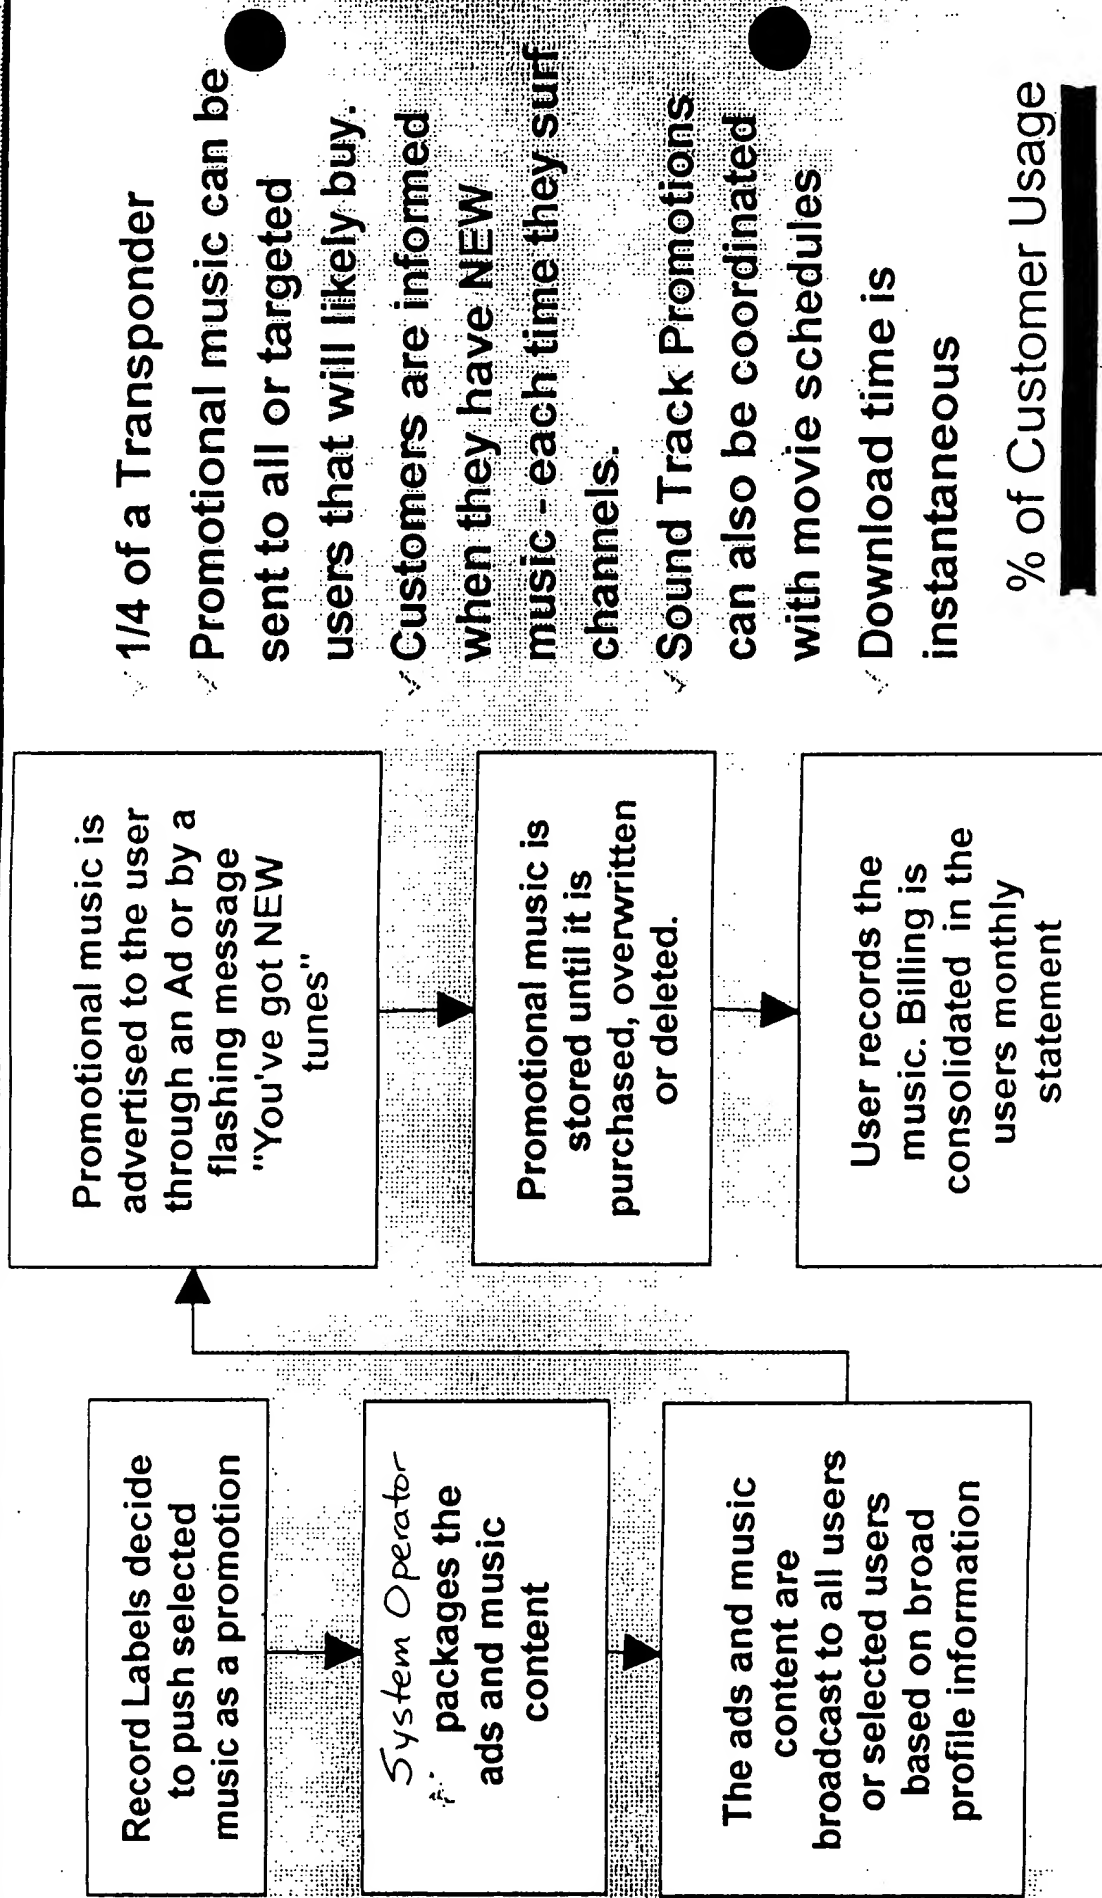 Record Labels decide
to push selected
music as a promotion
System Operator
packages the
ads and music
content
The ads and music
content are
broadcast to all users
or selected users
based on broad
profile information
Promotional music is
advertised to the user
through an Ad or by a
flashing message
"You've got NEW
tunes"
Promotional music is
stored until it is
purchased, overwritten
or deleted.
User records the
music. Billing is
consolidated in the
users monthly
statement
1/4 of a Transponder
Promotional music can be
sent to all or targeted
users that will likely buy.
Customers are informed
when they have NEW
music - each time they surf
channels.
Sound Track Promotions
can also be coordinated
with movie schedules
Download time is
instantaneous
% of Customer Usage